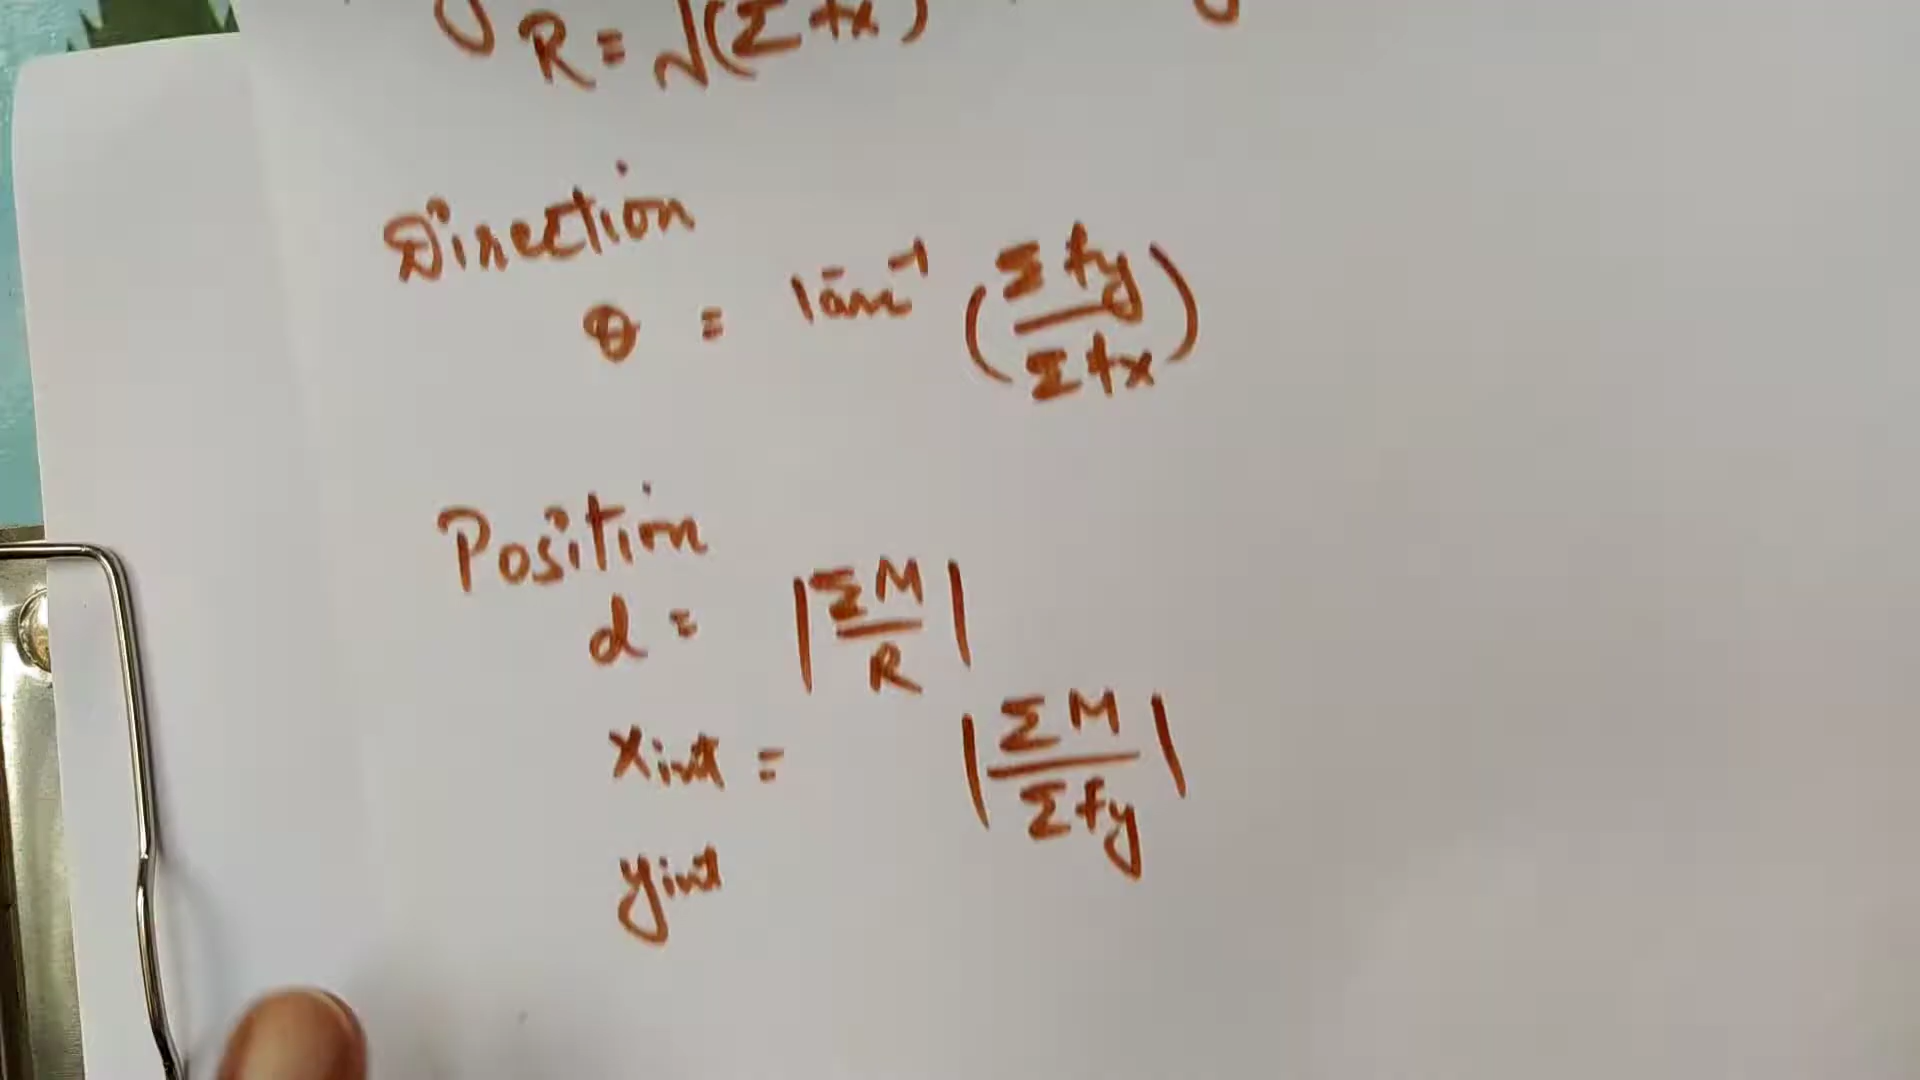 R = √(Σfx)
Direction
θ = tan⁻¹ (Σfy / Σfx)
Position
d = |ΣM / R|
xint = |ΣM / Σfy|
yint